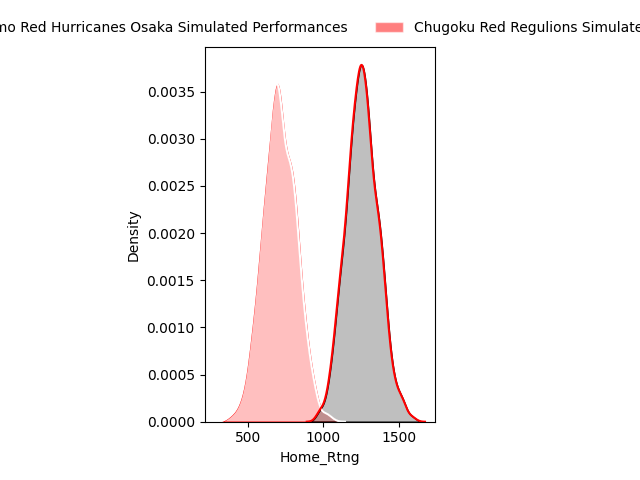 mo Red Hurricanes Osaka Simulated Performances Chugoku Red Regulions Simulate
0.0035
0.0030
0.0025
0.0020
0.0015
0.0010
0.0005
0.0000
Density
500 1000 1500
Home_Rtng